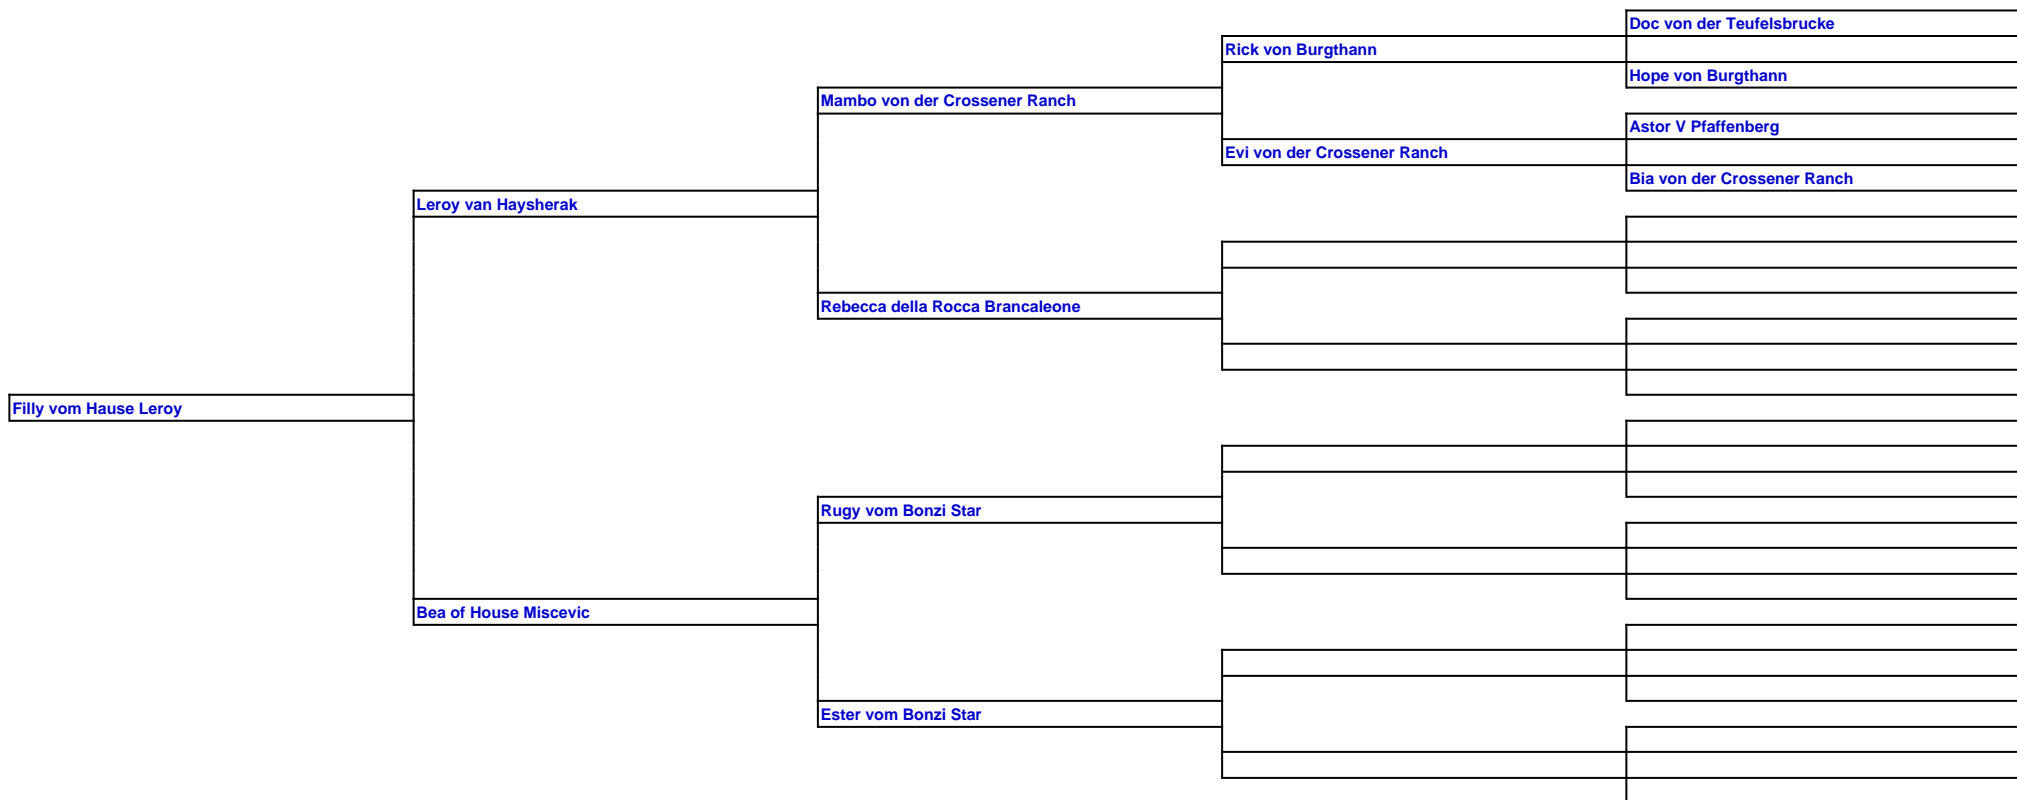 Doc von der Teufelsbrucke
Rick von Burgthann
Hope von Burgthann
Mambo von der Crossener Ranch
Astor V Pfaffenberg
Evi von der Crossener Ranch
Bia von der Crossener Ranch
Leroy van Haysherak
Rebecca della Rocca Brancaleone
Filly vom Hause Leroy
Rugy vom Bonzi Star
Bea of House Miscevic
Ester vom Bonzi Star